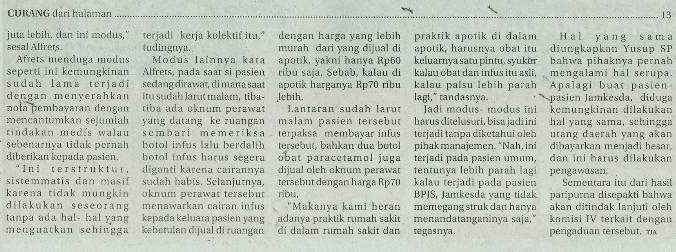 CURANG dari halaman 13
juta lebih, dan ini modus,"
sesal Alfrets.
Afrets menduga modus
seperti ini kemungkinan
sudah lama terjadi
dengan menyerahkan
nota pembayaran dengan
mencantumkan sejumlah
tindakan medis walau
sebenarnya tidak pernah
diberikan kepada pasien.
"Ini terstruktur,
sistemmatis dan masif
karena tidak mungkin
dilakukan seseorang
tanpa ada hal- hal yang
menguatkan sehingga
terjadi kerja kolektif itu,"
tudingnya.
Modus lainnya kara
Alfrets, pada saat si pasien
sedang dirawat, di mana saat
itu sudah larut malam, tiba-
tiba ada oknum perawat
yang datang ke ruangan
sembari memeriksa
botol infus lalu berdalih
botol infus harus segera
diganti karena cairannya
sudah habis. Selanjutnya,
oknum perawat tersebut
menawarkan cairan infus
kepada keluara pasien yang
kebetulan dijual di ruangan
dengan harga yang lebih
murah dari yang dijual di
apotik, yakni hanya Rp60
ribu saja. Sebab, kalau di
apotik harganya Rp70 ribu
lebih.
Lantaran sudah larut
malam pasien tersebut
terpaksa membayar infus
tersebut, bahkan dua botol
obat paracetamol juga
dijual oleh oknum perawat
tersebut dengan harga Rp70
ribu.
"Makanya kami heran
adanya praktik rumah sakit
di dalam rumah sakit dan
praktik apotik di dalam
apotik, harusnya obat itu
keluarnya satu pintu, syukur
kalau obat dan infus itu asli,
kalau palsu lebih parah
lagi," tandasnya.
Jadi modus- modus ini
harus ditelusuri, bisa jadi ini
terjadi tanpa diketahui oleh
pihak manajemen. "Nah, ini
terjadi pada pasien umum,
tentunya lebih parah lagi
kalau terjadi pada pasien
BPJS, Jamkesda yang tidak
memegang struk dan hanya
menandatanganinya saja,"
tegasnya.
Hal yang sama
diungkapkan Yusup SP
bahwa pihaknya pernah
mengalami hal serupa.
Apalagi buat pasien-
pasien Jamkesda, diduga
kemungkinan dilakukan
hal yang sama, sehingga
utang daerah yang akan
dibayarkan menjadi besar,
dan ini harus dilakukan
pengawasan.
Sementara itu dari hasil
paripurna disepakati bahwa
akan ditindak lanjuti oleh
komisi IV terkait dengan
pengaduan tersebut. TIA